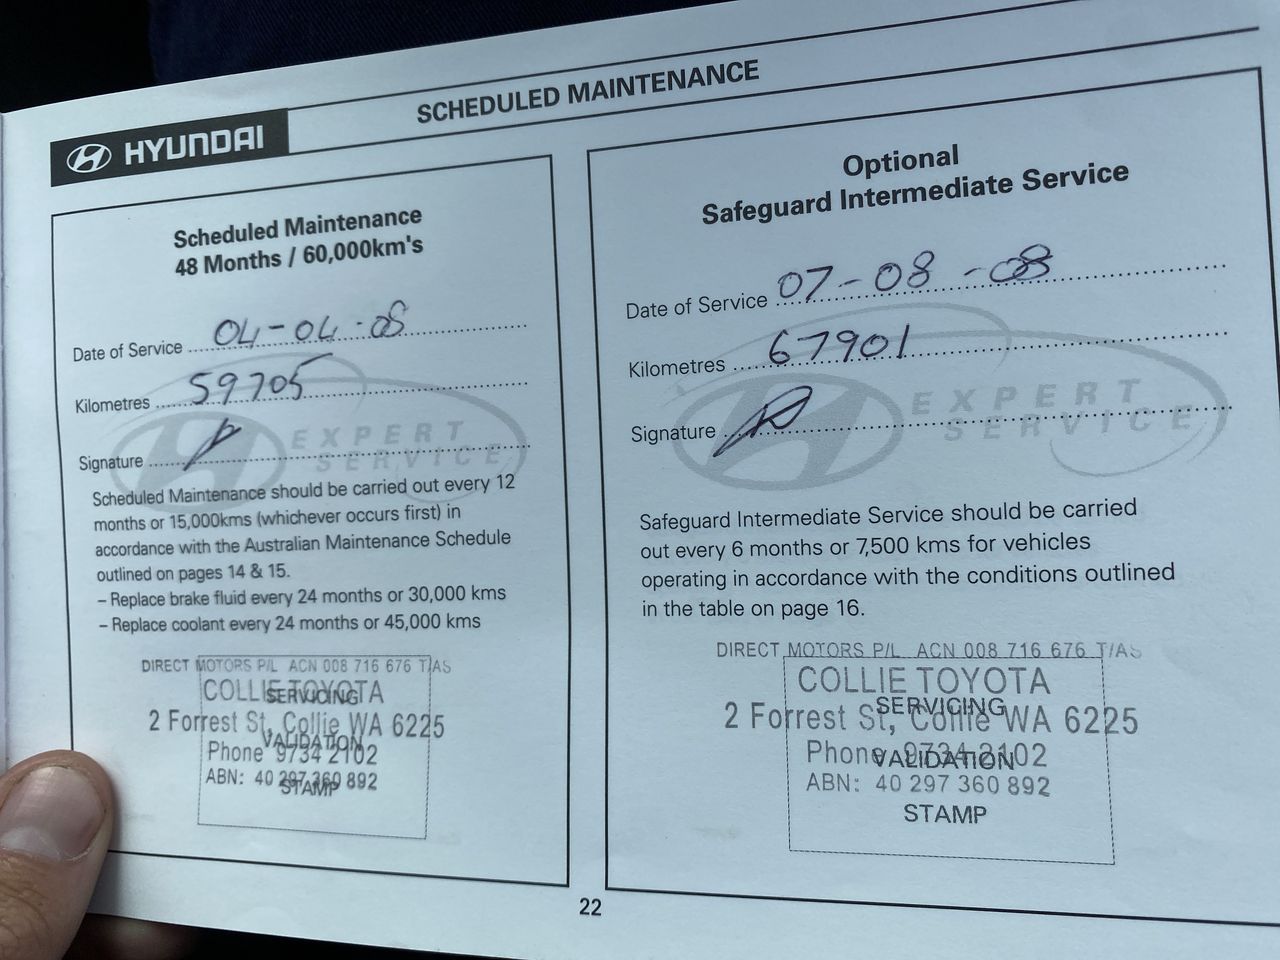 HYUNDAI
SCHEDULED MAINTENANCE
Scheduled Maintenance
48 Months / 60,000km's
Date of Service 04-04-08
Kilometres 59705
Signature
EXPERT
SERVICE
Scheduled Maintenance should be carried out every 12
months or 15,000kms (whichever occurs first) in
accordance with the Australian Maintenance Schedule
outlined on pages 14 & 15.
– Replace brake fluid every 24 months or 30,000 kms
– Replace coolant every 24 months or 45,000 kms
DIRECT MOTORS P/L ACN 008 716 676 T/AS
COLLIE TOYOTA
SERVICING
2 Forrest St, Collie WA 6225
VALIDATION
Phone 9734 2102
ABN: 40 297 360 892
STAMP
Optional
Safeguard Intermediate Service
Date of Service 07-08-08
Kilometres 67901
Signature
EXPERT
SERVICE
Safeguard Intermediate Service should be carried
out every 6 months or 7,500 kms for vehicles
operating in accordance with the conditions outlined
in the table on page 16.
DIRECT MOTORS P/L ACN 008 716 676 T/AS
COLLIE TOYOTA
SERVICING
2 Forrest St, Collie WA 6225
Phone 9734 2102
VALIDATION
ABN: 40 297 360 892
STAMP
22